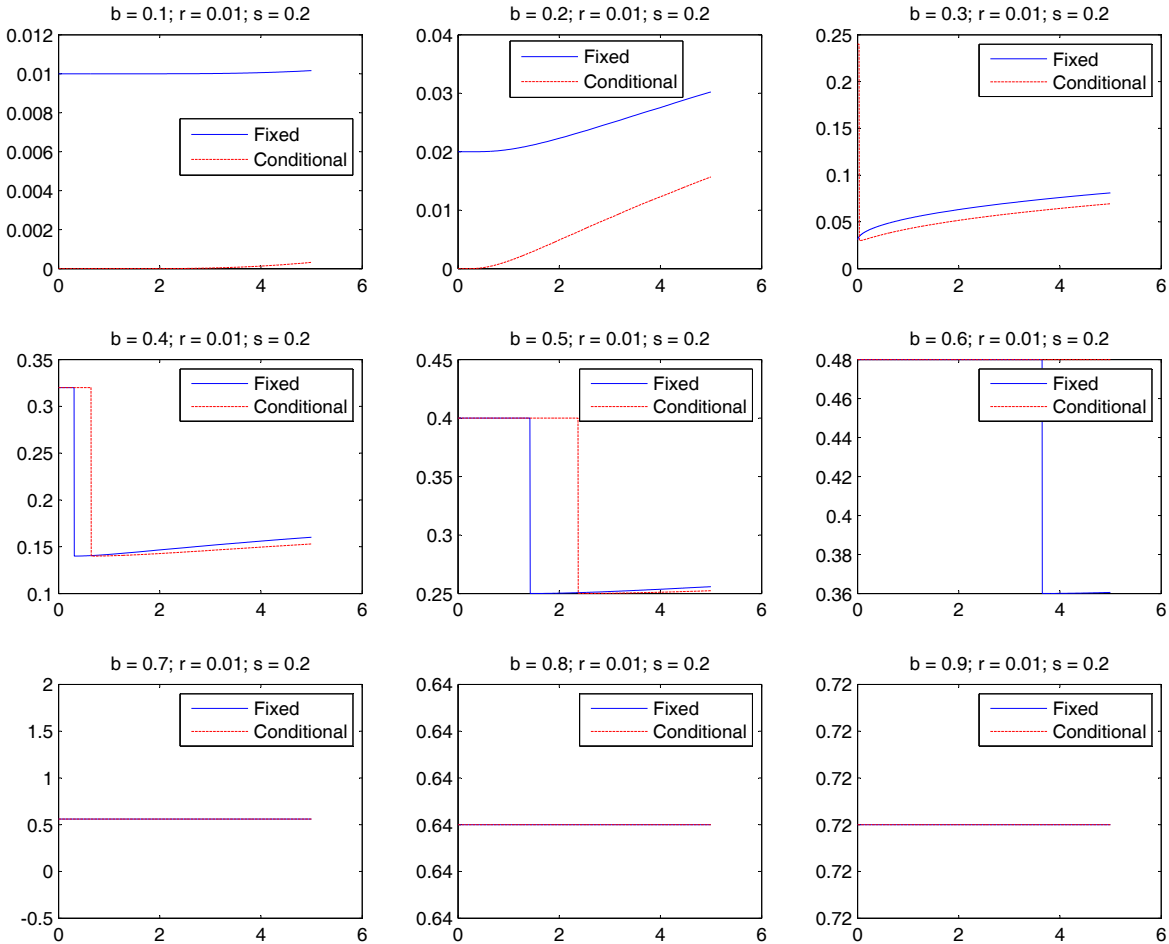 b = 0.1; r = 0.01; s = 0.2
0.012
0.01
0.008
0.006
0.004
0.002
0
0 2 4 6
Fixed
Conditional
b = 0.2; r = 0.01; s = 0.2
0.04
0.03
0.02
0.01
0
0 2 4 6
Fixed
Conditional
b = 0.3; r = 0.01; s = 0.2
0.25
0.2
0.15
0.1
0.05
0
0 2 4 6
Fixed
Conditional
b = 0.4; r = 0.01; s = 0.2
0.35
0.3
0.25
0.2
0.15
0.1
0 2 4 6
Fixed
Conditional
b = 0.5; r = 0.01; s = 0.2
0.45
0.4
0.35
0.3
0.25
0 2 4 6
Fixed
Conditional
b = 0.6; r = 0.01; s = 0.2
0.48
0.46
0.44
0.42
0.4
0.38
0.36
0 2 4 6
Fixed
Conditional
b = 0.7; r = 0.01; s = 0.2
2
1.5
1
0.5
0
-0.5
0 2 4 6
Fixed
Conditional
b = 0.8; r = 0.01; s = 0.2
0.64
0.64
0.64
0.64
0.64
0.64
0 2 4 6
Fixed
Conditional
b = 0.9; r = 0.01; s = 0.2
0.72
0.72
0.72
0.72
0.72
0.72
0 2 4 6
Fixed
Conditional